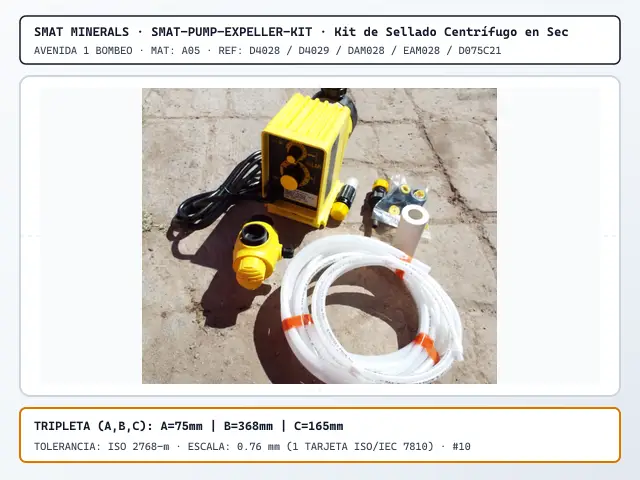 SMAT MINERALS · SMAT-PUMP-EXPELLER-KIT · Kit de Sellado Centrífugo en Sec
AVENIDA 1 BOMBEO · MAT: A05 · REF: D4028 / D4029 / DAM028 / EAM028 / D075C21
TRIPLETA (A,B,C): A=75mm | B=368mm | C=165mm
TOLERANCIA: ISO 2768-m · ESCALA: 0.76 mm (1 TARJETA ISO/IEC 7810) · #10